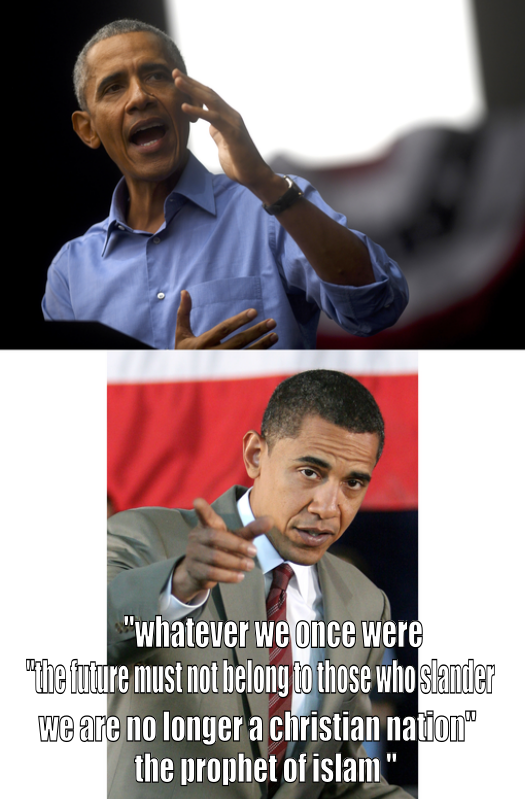 "whatever we once were
"the future must not belong to those who slander
we are no longer a christian nation"
the prophet of islam "